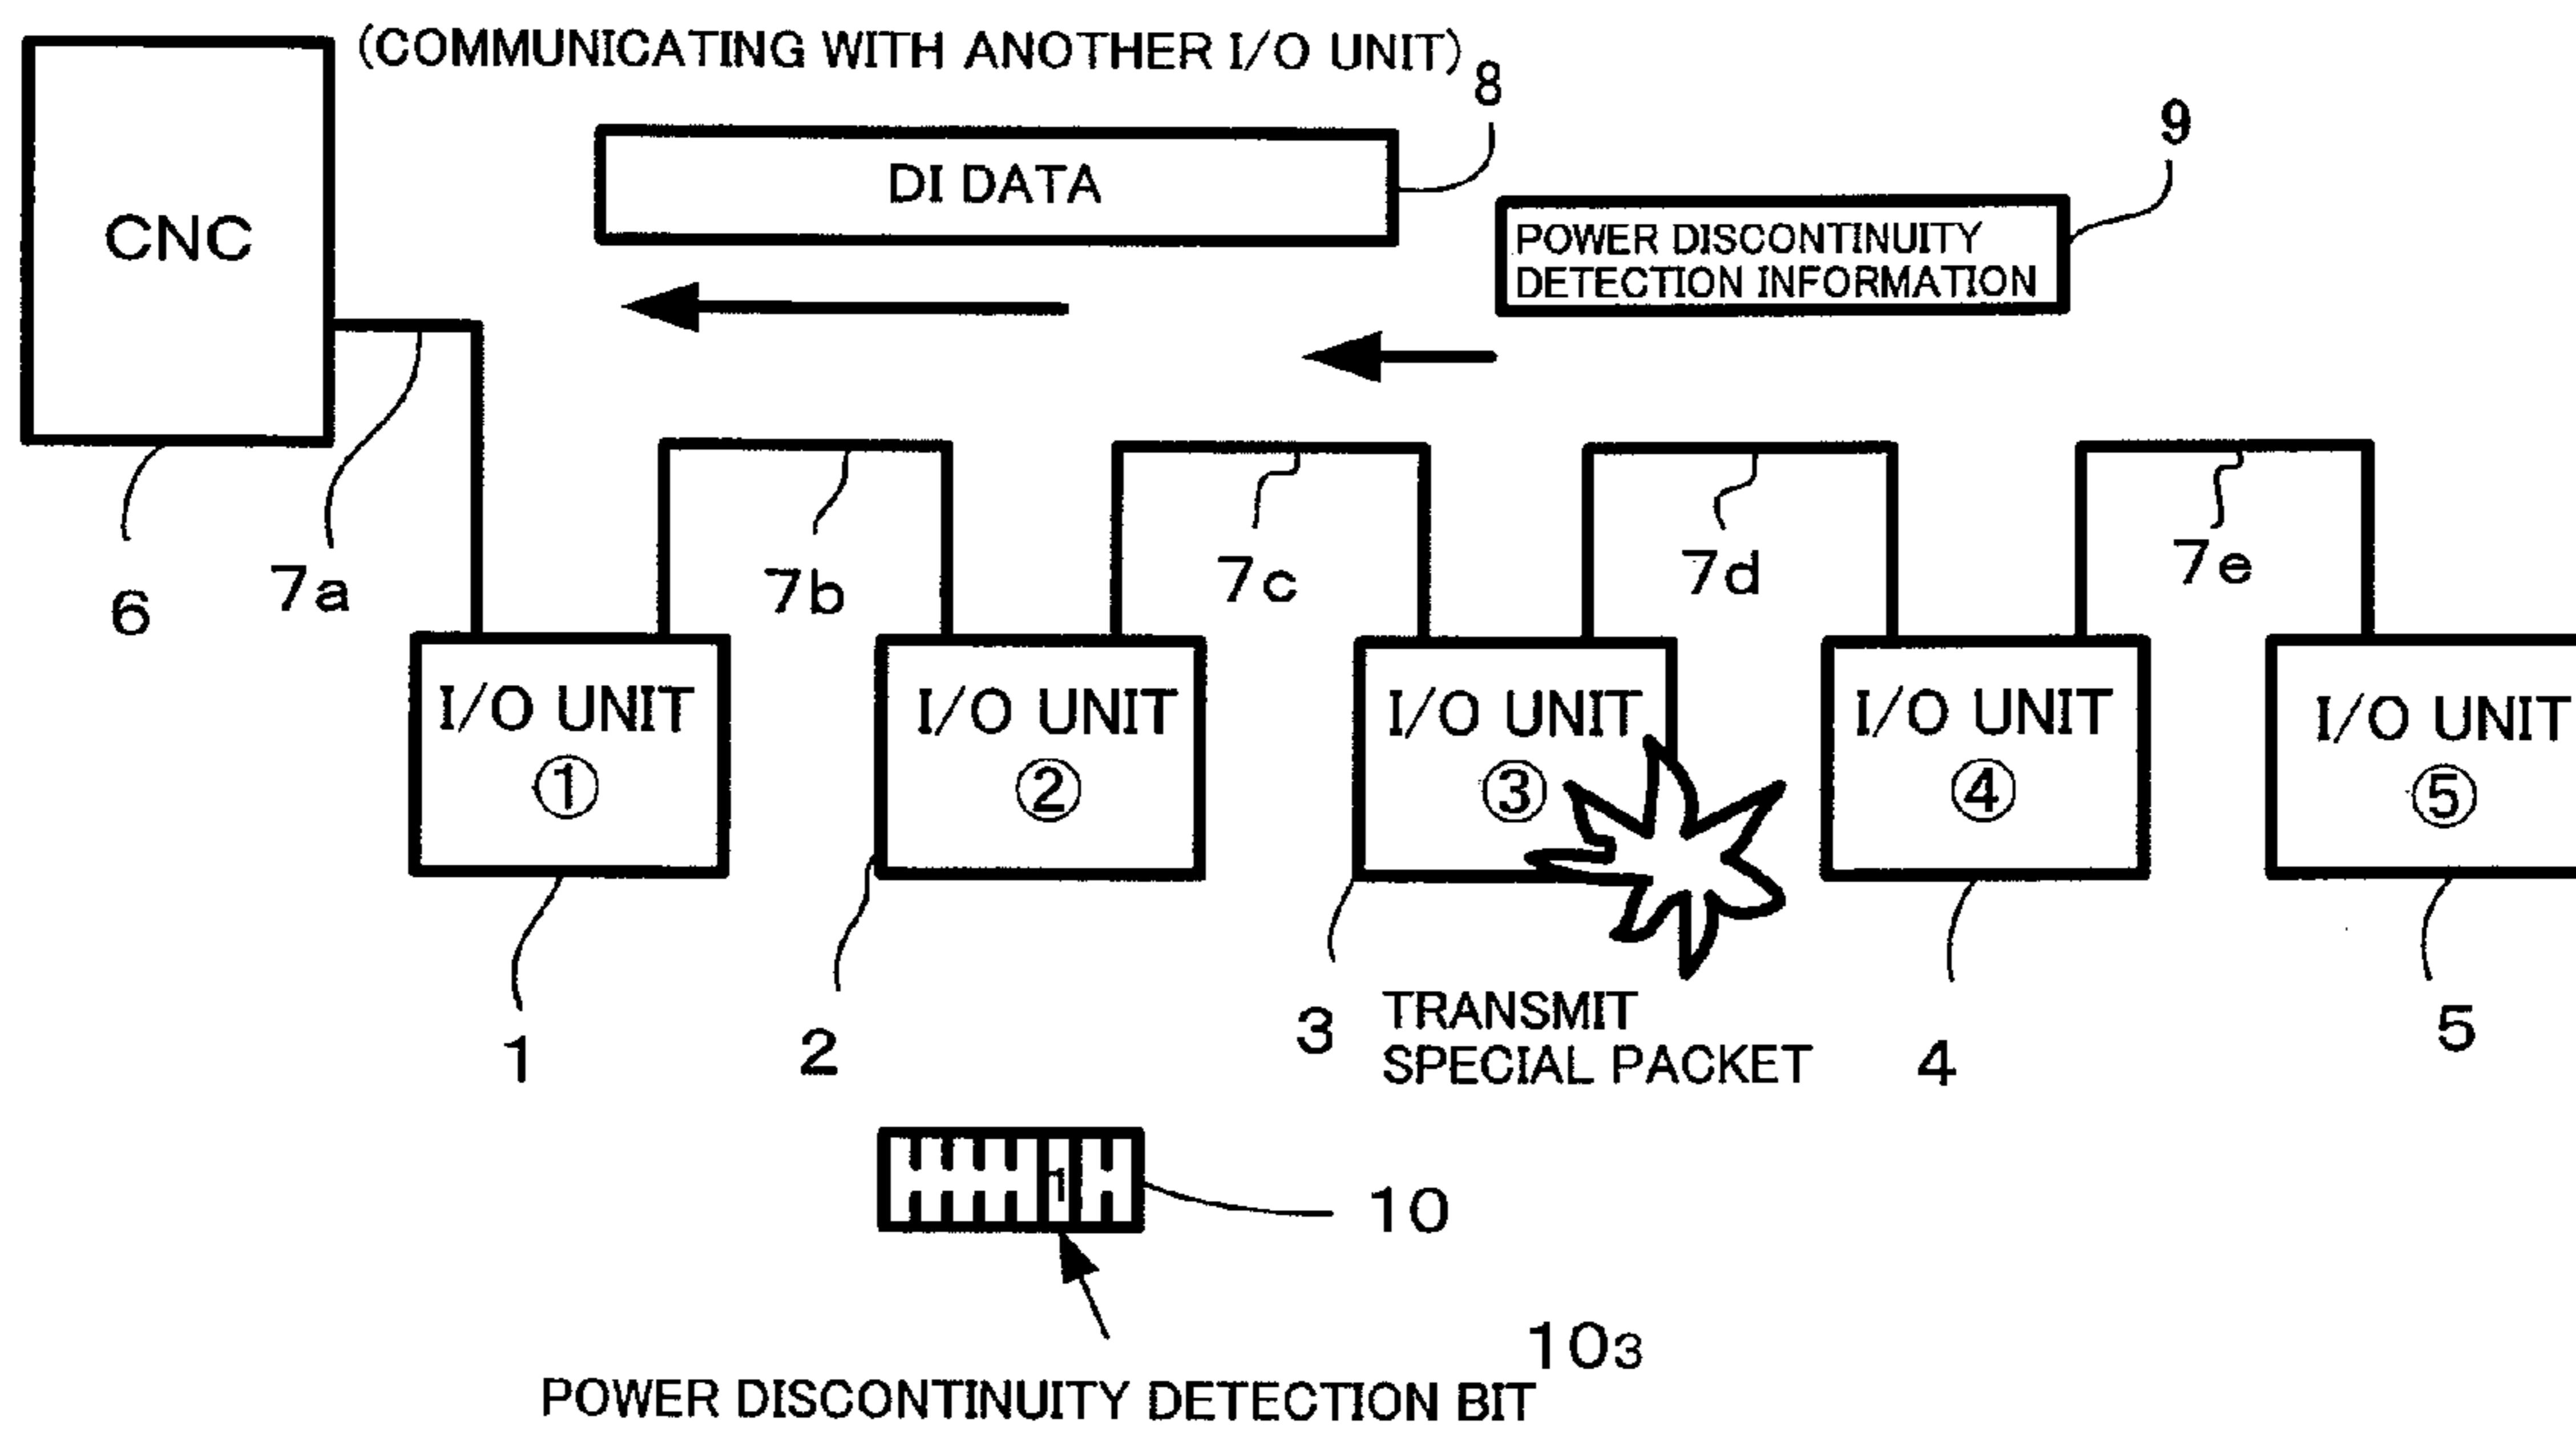 (COMMUNICATING WITH ANOTHER I/O UNIT)
8
9
DI DATA
CNC
POWER DISCONTINUITY
DETECTION INFORMATION
6
7a
7b
7c
7d
7e
I/O UNIT
①
I/O UNIT
②
I/O UNIT
③
I/O UNIT
④
I/O UNIT
⑤
1
2
3
TRANSMIT
SPECIAL PACKET
4
5
1
10
10₃
POWER DISCONTINUITY DETECTION BIT